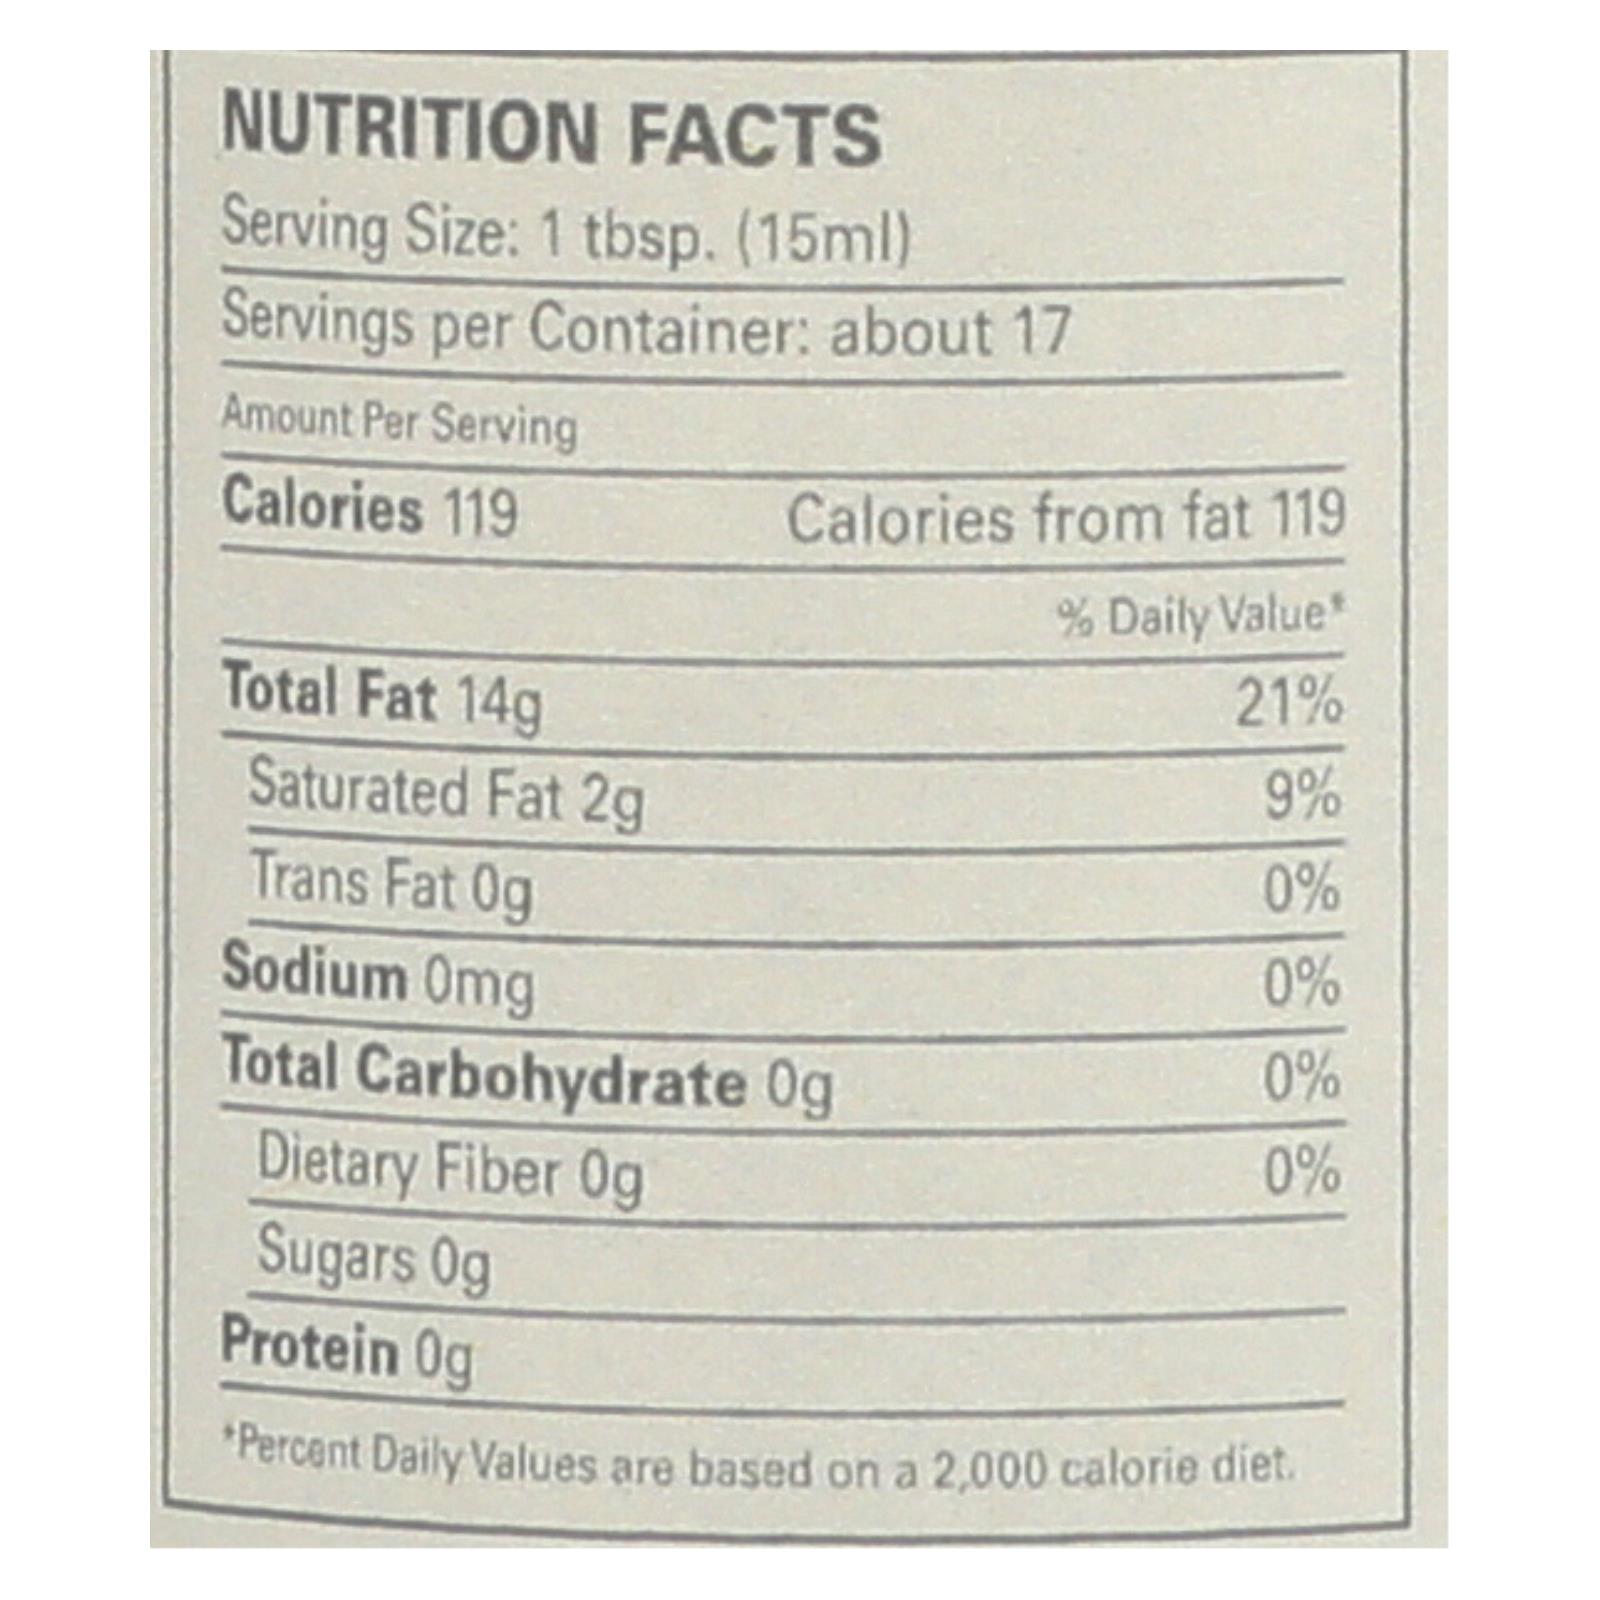 NUTRITION FACTS
Serving Size: 1 tbsp. (15ml)
Servings per Container: about 17
Amount Per Serving
Calories 119 Calories from fat 119
% Daily Value*
Total Fat 14g 21%
Saturated Fat 2g 9%
Trans Fat 0g 0%
Sodium 0mg 0%
Total Carbohydrate 0g 0%
Dietary Fiber 0g 0%
Sugars 0g
Protein 0g
*Percent Daily Values are based on a 2,000 calorie diet.